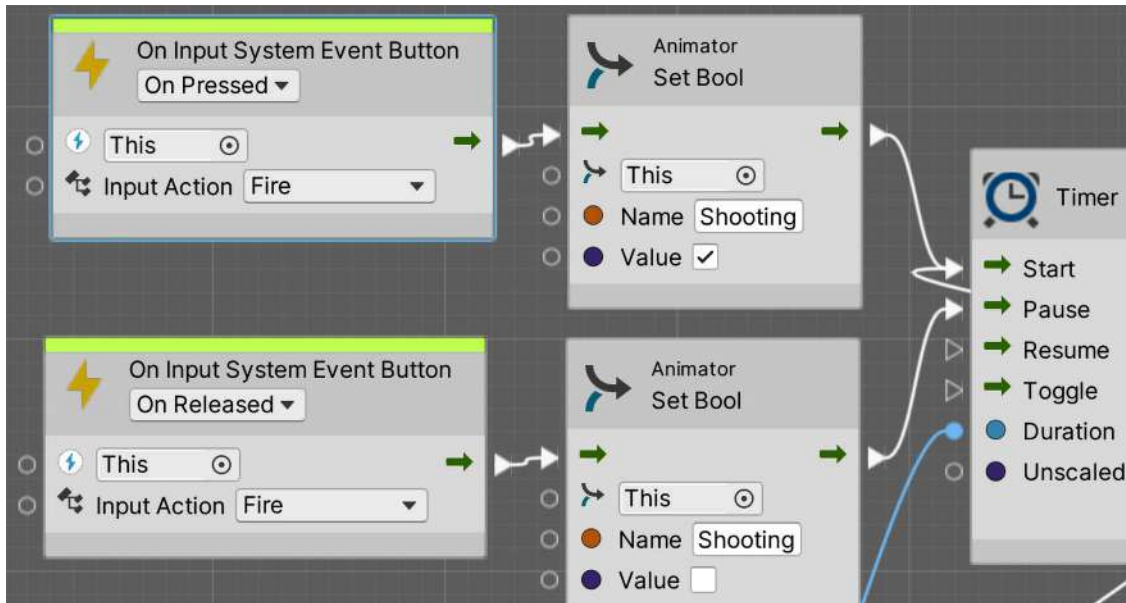 On Input System Event Button
On Pressed
This
Input Action Fire
Animator
Set Bool
This
Name Shooting
Value
Timer
Start
Pause
Resume
Toggle
Duration
Unscaled
On Input System Event Button
On Released
This
Input Action Fire
Animator
Set Bool
This
Name Shooting
Value